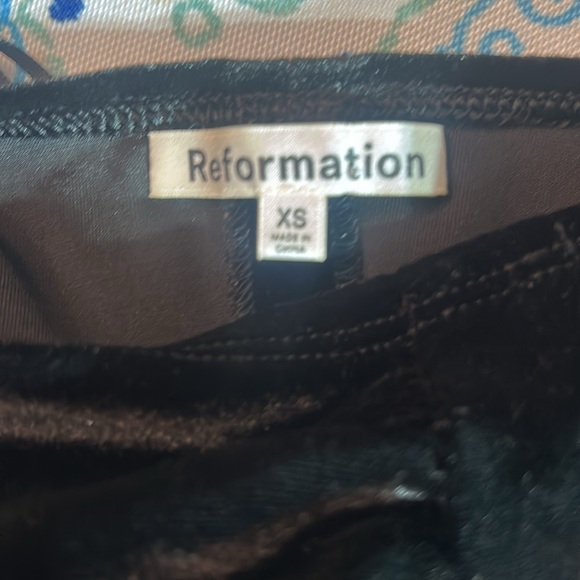 Reformation
XS
MADE IN
CHINA